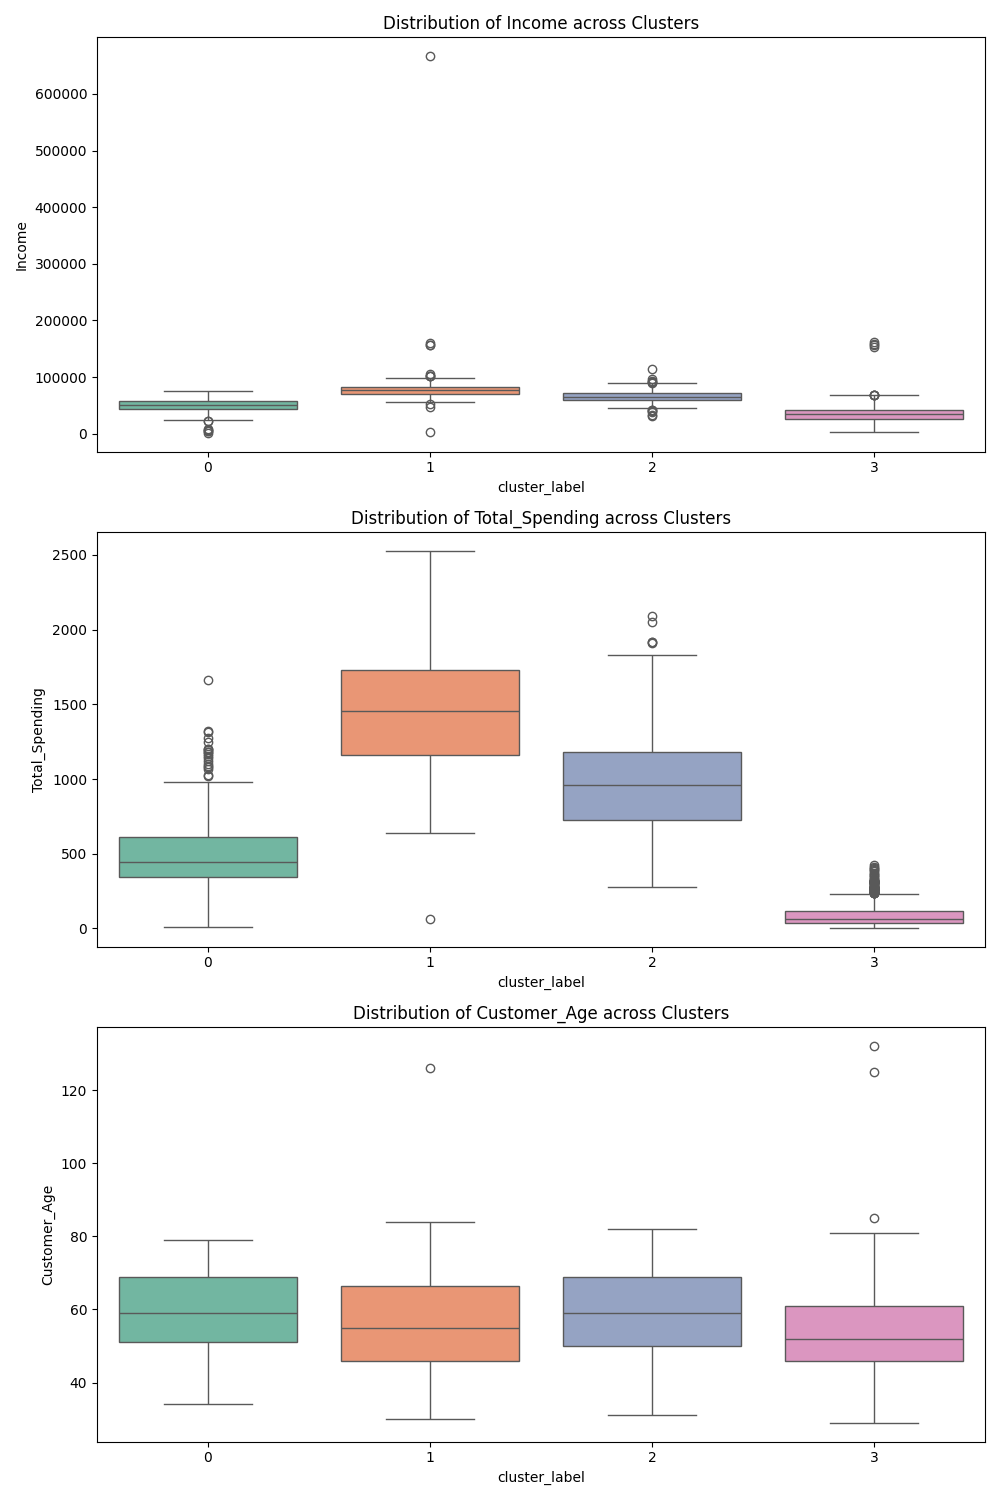 Distribution of Income across Clusters
600000
500000
400000
300000
200000
100000
0
Income
0 1 2 3
cluster_label
Distribution of Total_Spending across Clusters
2500
2000
1500
1000
500
0
Total_Spending
0 1 2 3
cluster_label
Distribution of Customer_Age across Clusters
120
100
80
60
40
Customer_Age
0 1 2 3
cluster_label